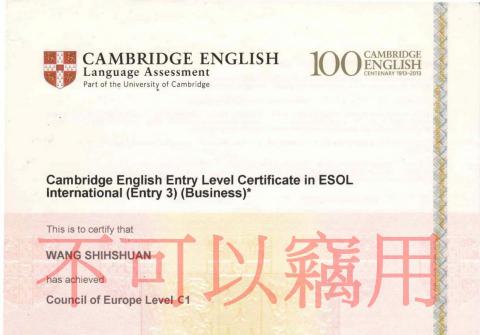 CAMBRIDGE ENGLISH
Language Assessment
Part of the University of Cambridge
100 CAMBRIDGE
ENGLISH
CENTENARY 1913–2013
Cambridge English Entry Level Certificate in ESOL
International (Entry 3) (Business)*
This is to certify that
WANG SHIHSHUAN
has achieved
Council of Europe Level C1
不可以竊用